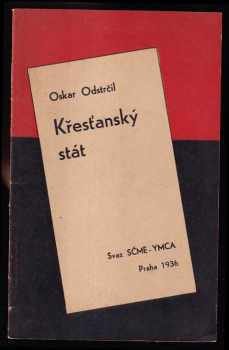 Oskar Odstrčil
Křesťanský
stát
Svaz SČME-YMCA
Praha 1936